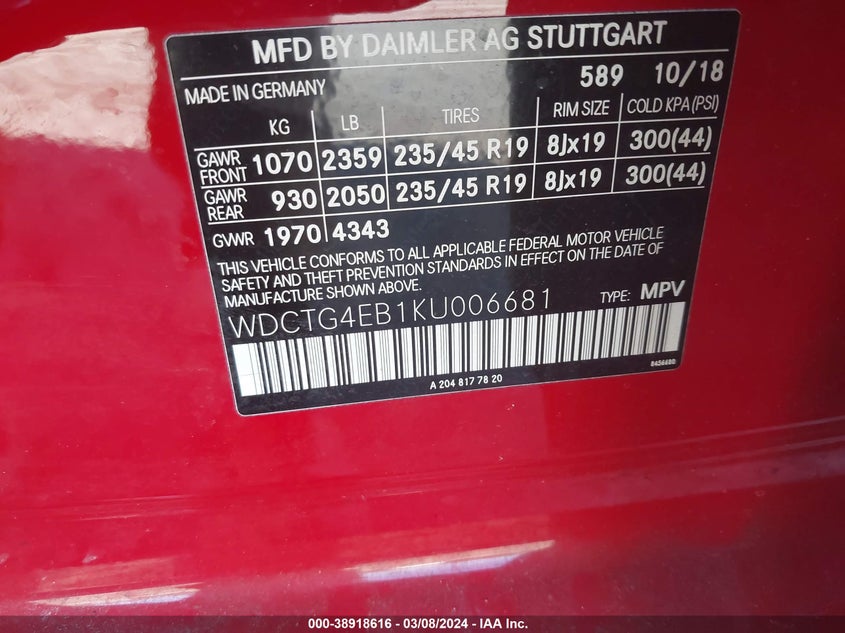 MFD BY DAIMLER AG STUTTGART
MADE IN GERMANY 589 10/18
KG LB TIRES RIM SIZE COLD KPA (PSI)
GAWR FRONT 1070 2359 235/45 R19 8Jx19 300(44)
GAWR REAR 930 2050 235/45 R19 8Jx19 300(44)
GVWR 1970 4343
THIS VEHICLE CONFORMS TO ALL APPLICABLE FEDERAL MOTOR VEHICLE
SAFETY AND THEFT PREVENTION STANDARDS IN EFFECT ON THE DATE OF
MANUFACTURE SHOWN ABOVE.
WDCTG4EB1KU006681 TYPE: MPV
8456680
A 204 817 78 20
000-38918616 - 03/08/2024 - IAA Inc.